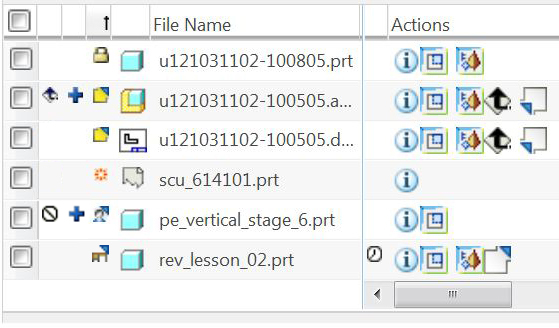 File Name Actions
u121031102-100805.prt
u121031102-100505.a...
u121031102-100505.d...
scu_614101.prt
pe_vertical_stage_6.prt
rev_lesson_02.prt